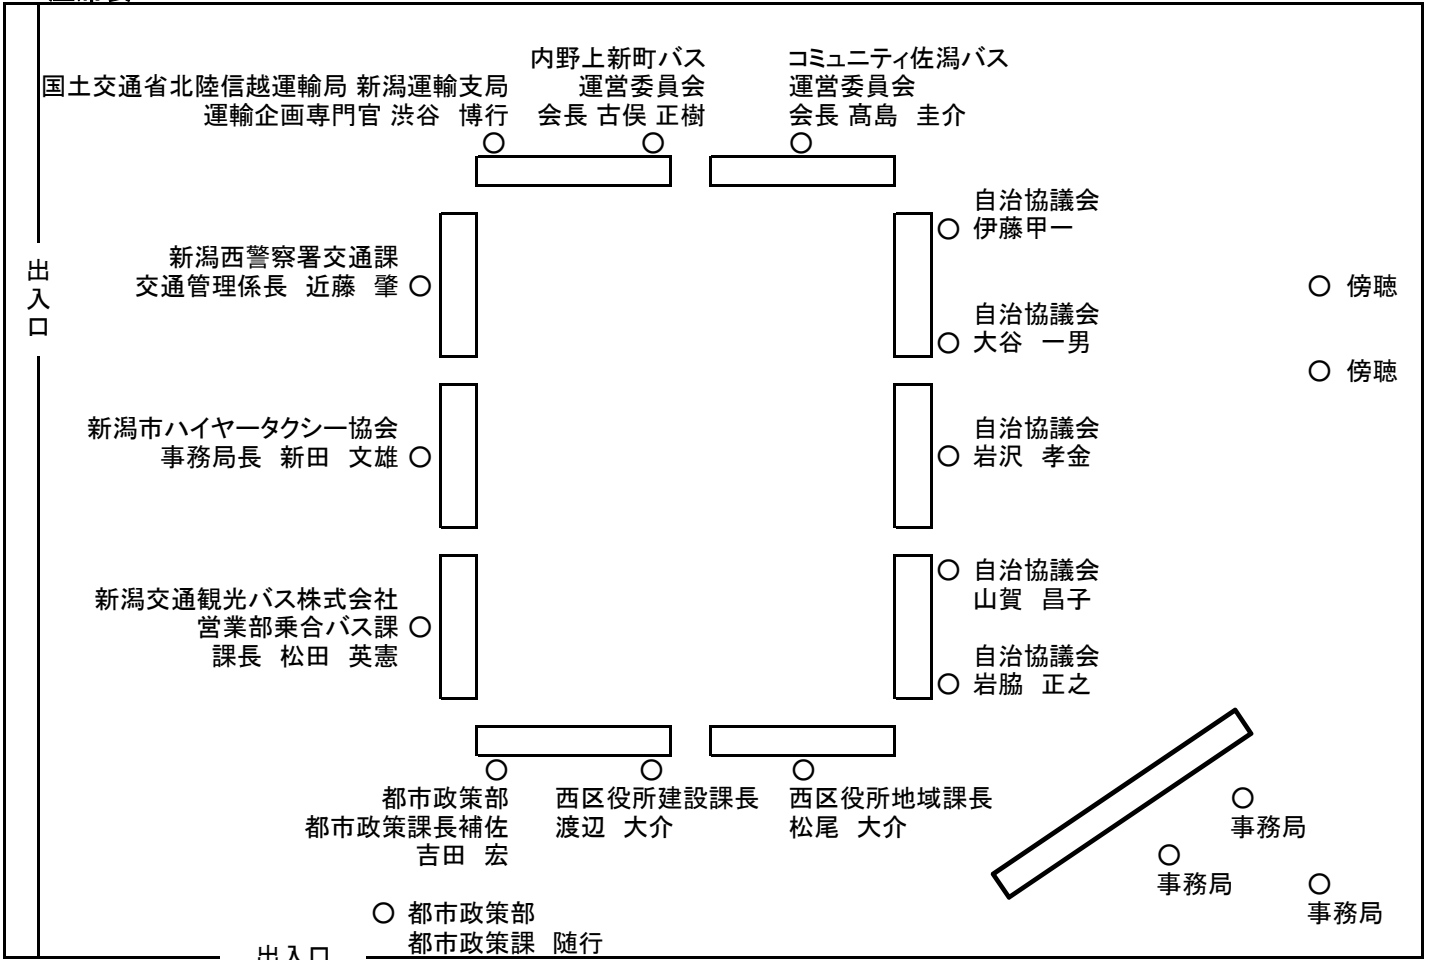 国土交通省北陸信越運輸局 新潟運輸支局
運輸企画専門官 渋谷　博行
内野上新町バス
運営委員会
会長 古俣 正樹
コミュニティ佐潟バス
運営委員会
会長 髙島　圭介
出入口
新潟西警察署交通課
交通管理係長　近藤　肇
新潟市ハイヤータクシー協会
事務局長　新田　文雄
新潟交通観光バス株式会社
営業部乗合バス課
課長　松田　英憲
自治協議会
伊藤甲一
自治協議会
大谷　一男
自治協議会
岩沢　孝金
自治協議会
山賀　昌子
自治協議会
岩脇　正之
傍聴
傍聴
都市政策部
都市政策課長補佐
吉田　宏
西区役所建設課長
渡辺　大介
西区役所地域課長
松尾　大介
事務局
事務局
事務局
都市政策部
都市政策課　随行
出入口